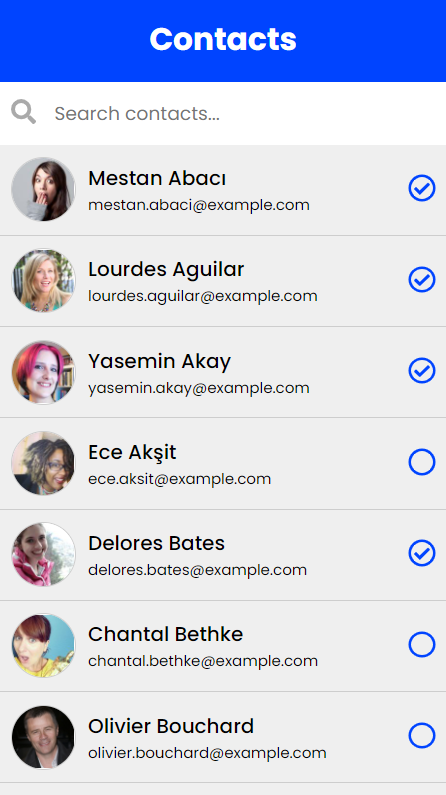 Contacts
Search contacts...
Mestan Abacı
mestan.abaci@example.com
Lourdes Aguilar
lourdes.aguilar@example.com
Yasemin Akay
yasemin.akay@example.com
Ece Akşit
ece.aksit@example.com
Delores Bates
delores.bates@example.com
Chantal Bethke
chantal.bethke@example.com
Olivier Bouchard
olivier.bouchard@example.com